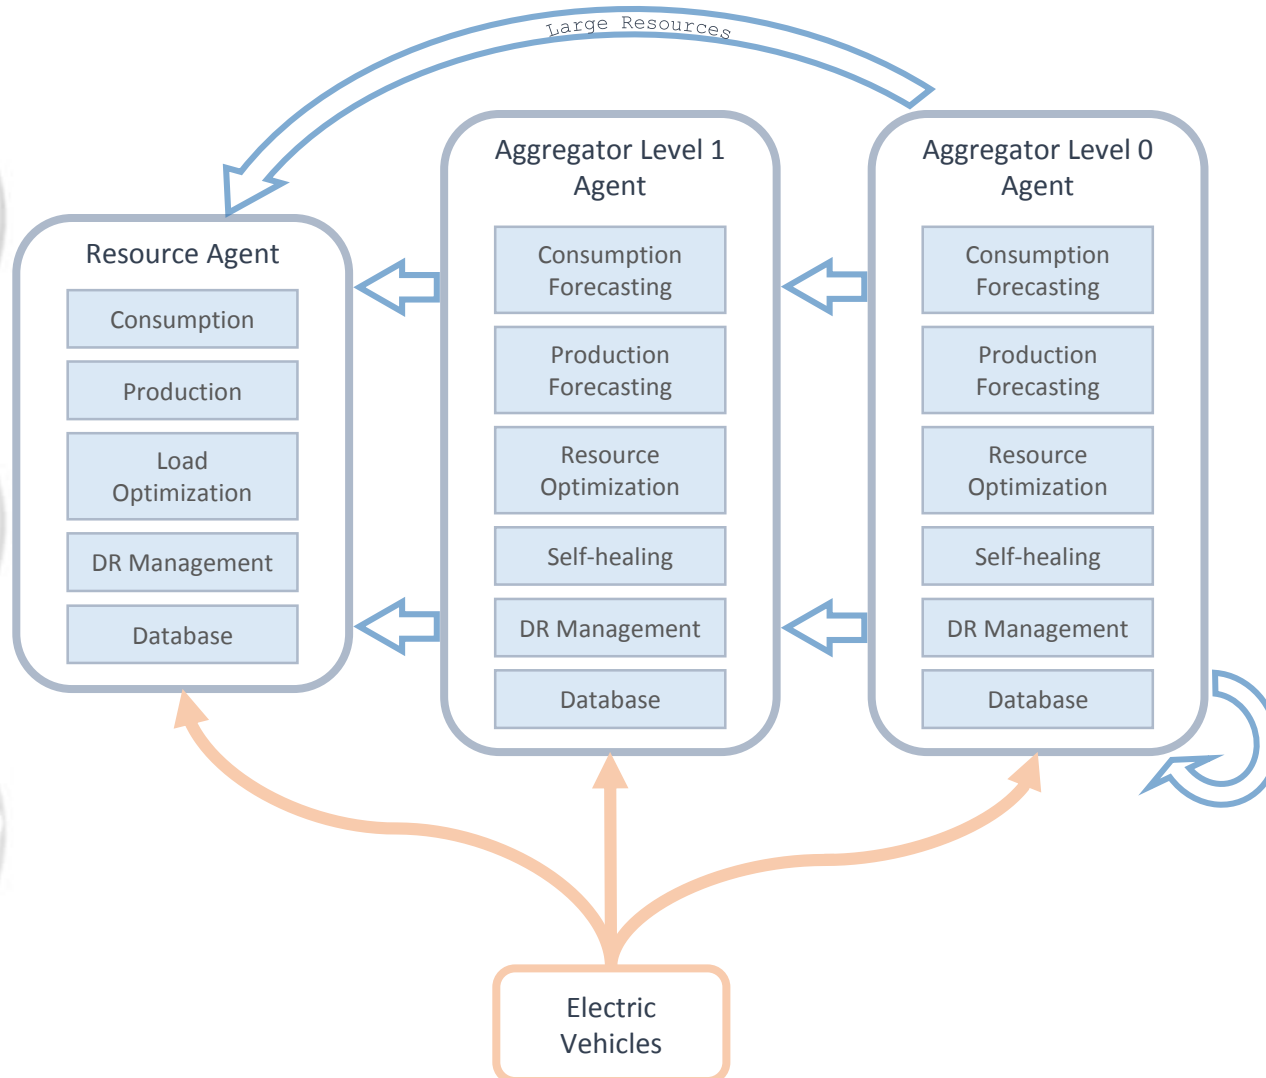 Large Resources
Resource Agent
Consumption
Production
Load
Optimization
DR Management
Database
Aggregator Level 1
Agent
Consumption
Forecasting
Production
Forecasting
Resource
Optimization
Self-healing
DR Management
Database
Aggregator Level 0
Agent
Consumption
Forecasting
Production
Forecasting
Resource
Optimization
Self-healing
DR Management
Database
Electric
Vehicles